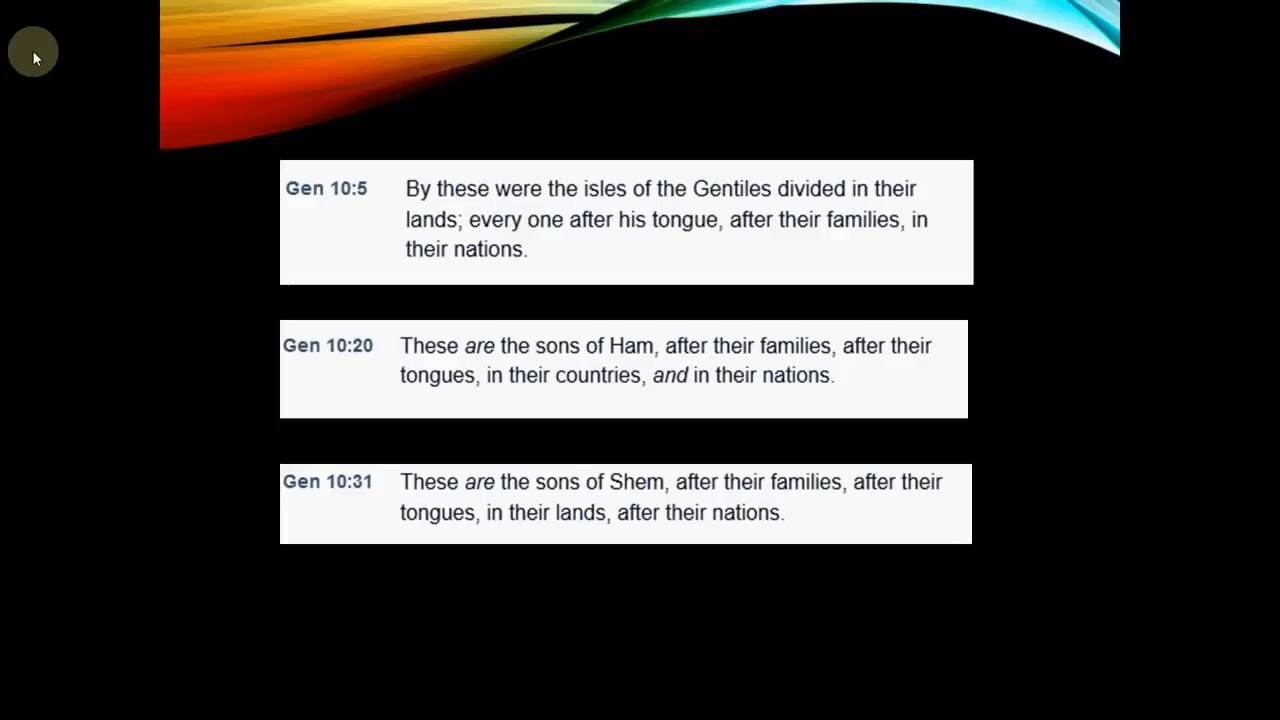 Gen 10:5 By these were the isles of the Gentiles divided in their
lands; every one after his tongue, after their families, in
their nations.
Gen 10:20 These are the sons of Ham, after their families, after their
tongues, in their countries, and in their nations.
Gen 10:31 These are the sons of Shem, after their families, after their
tongues, in their lands, after their nations.